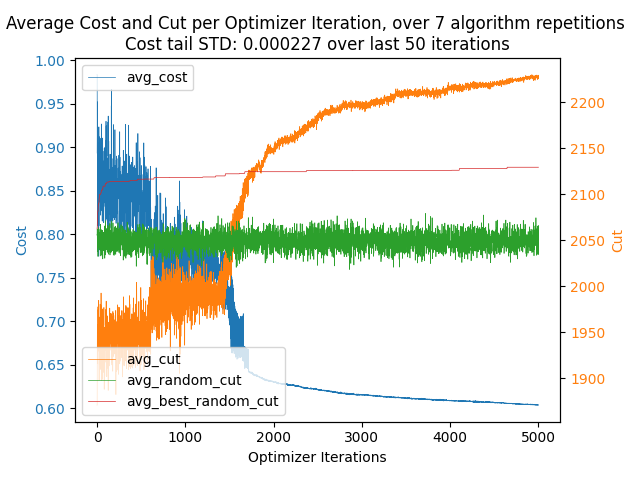 Average Cost and Cut per Optimizer Iteration, over 7 algorithm repetitions
Cost tail STD: 0.000227 over last 50 iterations
avg_cost
1.00
0.95
0.90
0.85
0.80
0.75
0.70
0.65
0.60
Cost
2200
2150
2100
2050
2000
1950
1900
Cut
avg_cut
avg_random_cut
avg_best_random_cut
0
1000
2000
3000
4000
5000
Optimizer Iterations